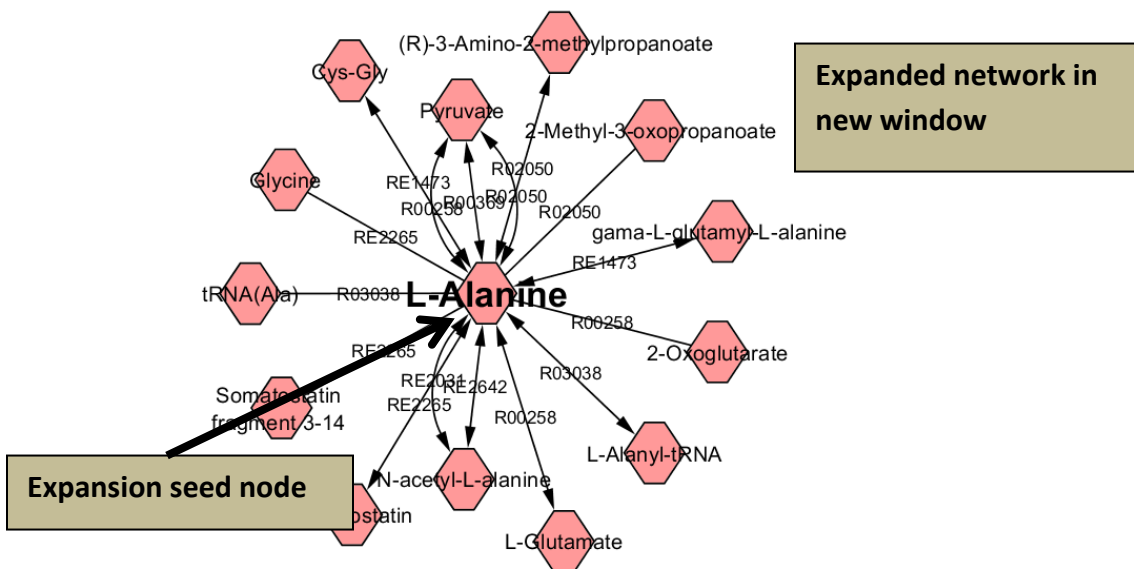 (R)-3-Amino-2-methylpropanoate
Cys-Gly
Pyruvate
2-Methyl-3-oxopropanoate
Expanded network in
new window
Glycine
R02050
RE1473
R00369
R02050
R00258
R02050
RE2265
gama-L-glutamyl-L-alanine
RE1473
tRNA(Ala)
R03038
L-Alanine
R00258
2-Oxoglutarate
RE2265
R03038
RE2031
RE2642
RE2265
Somatostatin
fragment 3-14
R00258
L-Alanyl-tRNA
Expansion seed node
N-acetyl-L-alanine
ostatin
L-Glutamate